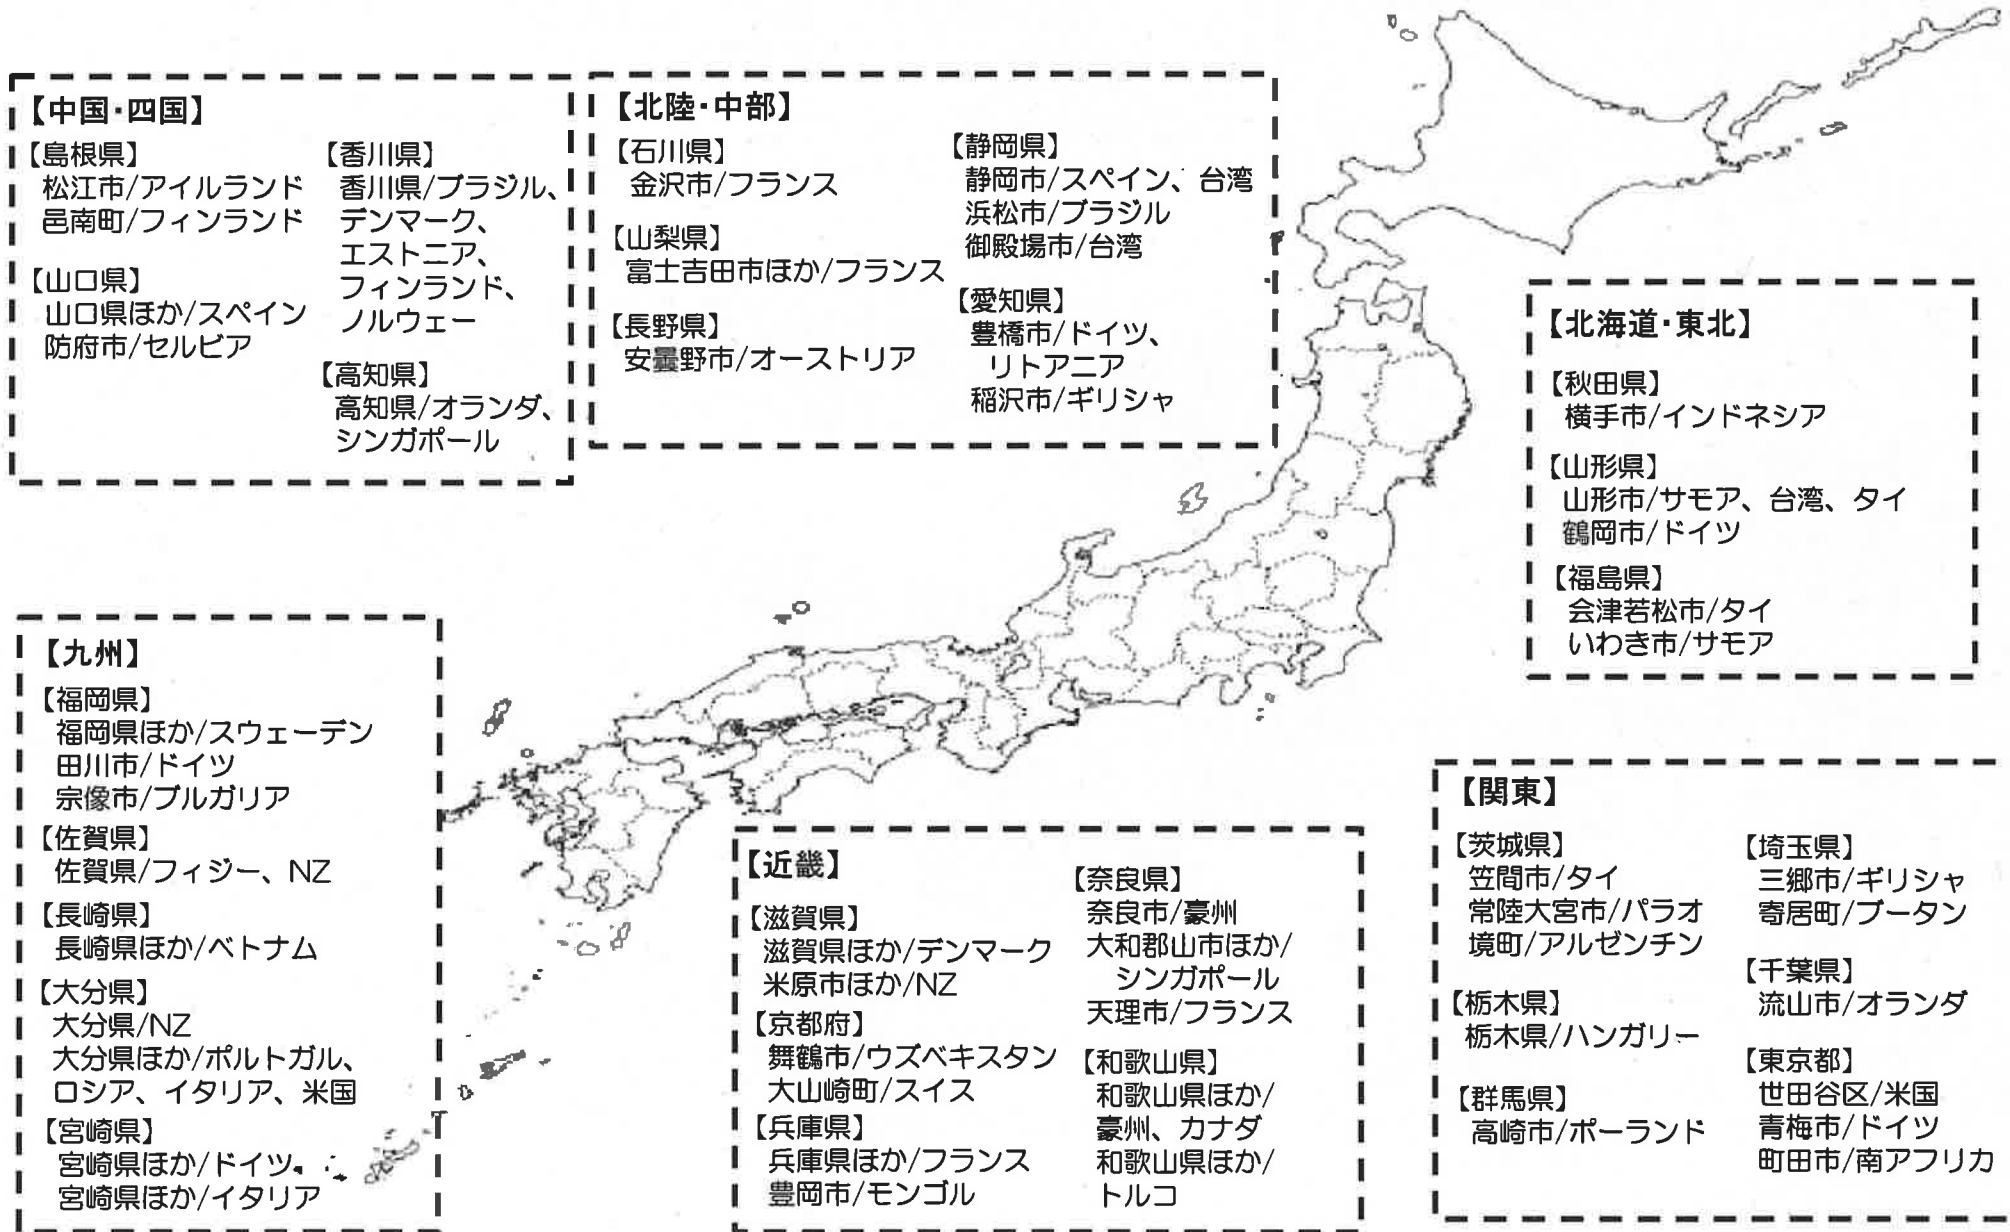 【中国・四国】
【島根県】
松江市/アイルランド
邑南町/フィンランド
【山口県】
山口県ほか/スペイン
防府市/セルビア
【香川県】
香川県/ブラジル、
デンマーク、
エストニア、
フィンランド、
ノルウェー
【高知県】
高知県/オランダ、
シンガポール
【北陸・中部】
【石川県】
金沢市/フランス
【山梨県】
富士吉田市ほか/フランス
【長野県】
安曇野市/オーストリア
【静岡県】
静岡市/スペイン、台湾
浜松市/ブラジル
御殿場市/台湾
【愛知県】
豊橋市/ドイツ、
リトアニア
稲沢市/ギリシャ
【北海道・東北】
【秋田県】
横手市/インドネシア
【山形県】
山形市/サモア、台湾、タイ
鶴岡市/ドイツ
【福島県】
会津若松市/タイ
いわき市/サモア
【九州】
【福岡県】
福岡県ほか/スウェーデン
田川市/ドイツ
宗像市/ブルガリア
【佐賀県】
佐賀県/フィジー、NZ
【長崎県】
長崎県ほか/ベトナム
【大分県】
大分県/NZ
大分県ほか/ポルトガル、
ロシア、イタリア、米国
【宮崎県】
宮崎県ほか/ドイツ
宮崎県ほか/イタリア
【近畿】
【滋賀県】
滋賀県ほか/デンマーク
米原市ほか/NZ
【京都府】
舞鶴市/ウズベキスタン
大山崎町/スイス
【兵庫県】
兵庫県ほか/フランス
豊岡市/モンゴル
【奈良県】
奈良市/豪州
大和郡山市ほか/
シンガポール
天理市/フランス
【和歌山県】
和歌山県ほか/
豪州、カナダ
和歌山県ほか/
トルコ
【関東】
【茨城県】
笠間市/タイ
常陸大宮市/パラオ
境町/アルゼンチン
【栃木県】
栃木県/ハンガリー
【群馬県】
高崎市/ポーランド
【埼玉県】
三郷市/ギリシャ
寄居町/ブータン
【千葉県】
流山市/オランダ
【東京都】
世田谷区/米国
青梅市/ドイツ
町田市/南アフリカ